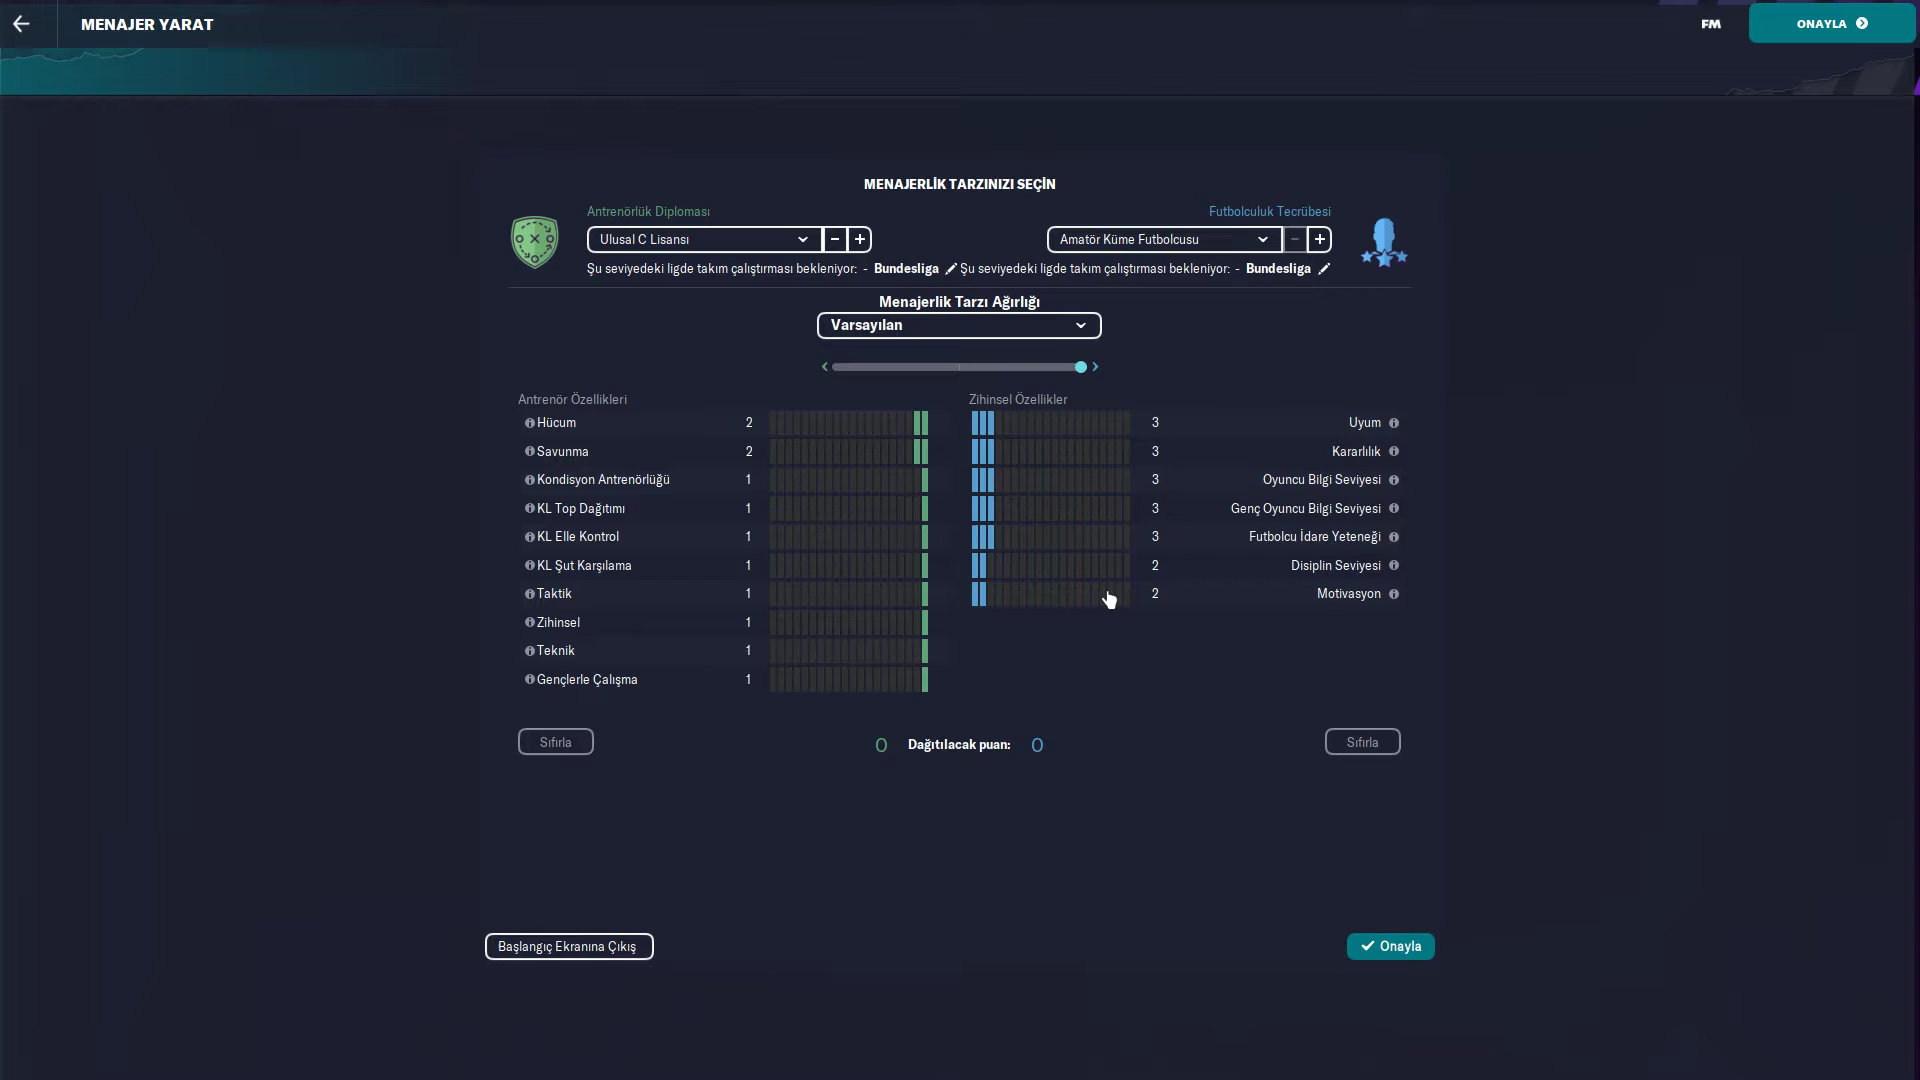 MENAJER YARAT
FM
ONAYLA
MENAJERLİK TARZINIZI SEÇİN
Antrenörlük Diploması
Futbolculuk Tecrübesi
Ulusal C Lisansı
Amatör Küme Futbolcusu
Şu seviyedeki ligde takım çalıştırması bekleniyor: - Bundesliga
Şu seviyedeki ligde takım çalıştırması bekleniyor: - Bundesliga
Menajerlik Tarzı Ağırlığı
Varsayılan
Antrenör Özellikleri
Zihinsel Özellikler
Hücum 2
3 Uyum
Savunma 2
3 Kararlılık
Kondisyon Antrenörlüğü 1
3 Oyuncu Bilgi Seviyesi
KL Top Dağıtımı 1
3 Genç Oyuncu Bilgi Seviyesi
KL Elle Kontrol 1
3 Futbolcu İdare Yeteneği
KL Şut Karşılama 1
2 Disiplin Seviyesi
Taktik 1
2 Motivasyon
Zihinsel 1
Teknik 1
Gençlerle Çalışma 1
Sıfırla
0 Dağıtılacak puan: 0
Sıfırla
Başlangıç Ekranına Çıkış
Onayla